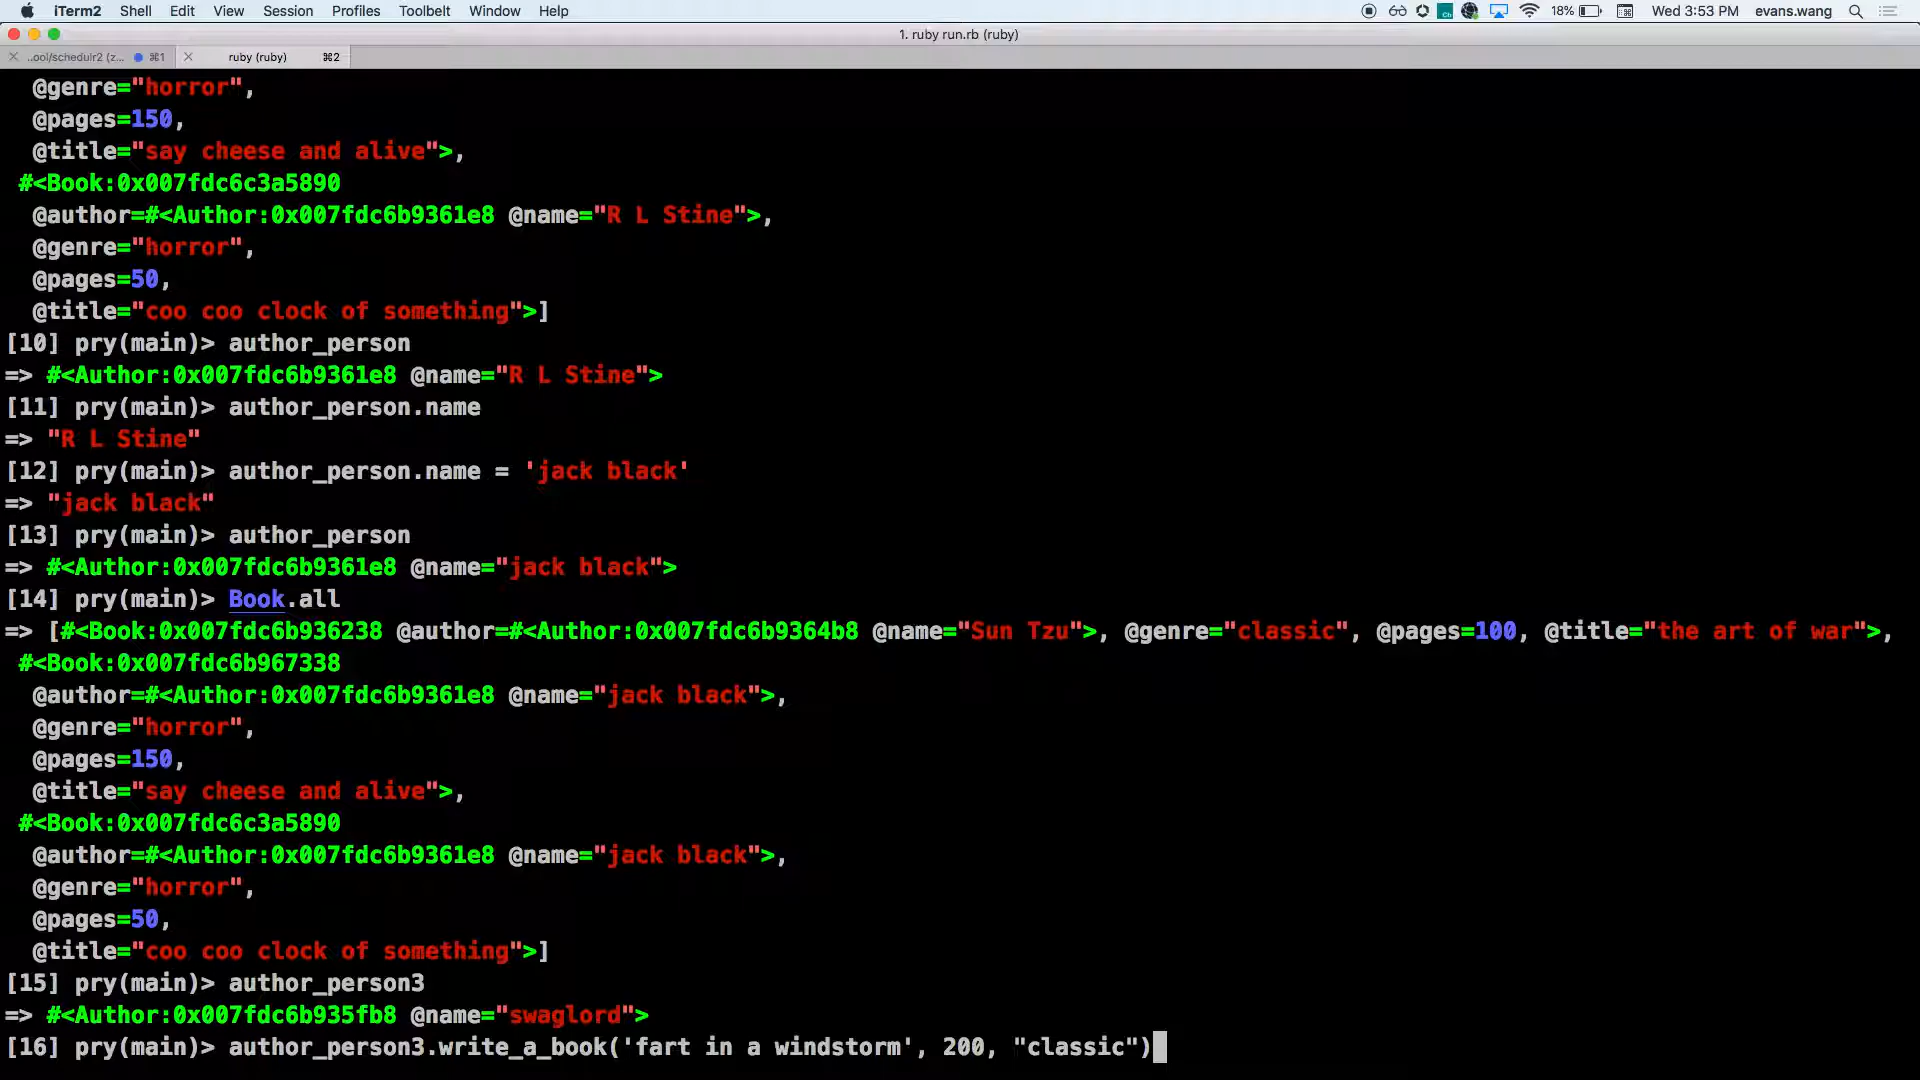 iTerm2 Shell Edit View Session Profiles Toolbelt Window Help 18% Wed 3:53 PM evans.wang
1. ruby run.rb (ruby)
..ool/schedulr2 (z... ⌘1 ruby (ruby) ⌘2
@genre="horror",
@pages=150,
@title="say cheese and alive">,
#<Book:0x007fdc6c3a5890
@author=#<Author:0x007fdc6b9361e8 @name="R L Stine">,
@genre="horror",
@pages=50,
@title="coo coo clock of something">]
[10] pry(main)> author_person
=> #<Author:0x007fdc6b9361e8 @name="R L Stine">
[11] pry(main)> author_person.name
=> "R L Stine"
[12] pry(main)> author_person.name = 'jack black'
=> "jack black"
[13] pry(main)> author_person
=> #<Author:0x007fdc6b9361e8 @name="jack black">
[14] pry(main)> Book.all
=> [#<Book:0x007fdc6b936238 @author=#<Author:0x007fdc6b9364b8 @name="Sun Tzu">, @genre="classic", @pages=100, @title="the art of war">,
#<Book:0x007fdc6b967338
@author=#<Author:0x007fdc6b9361e8 @name="jack black">,
@genre="horror",
@pages=150,
@title="say cheese and alive">,
#<Book:0x007fdc6c3a5890
@author=#<Author:0x007fdc6b9361e8 @name="jack black">,
@genre="horror",
@pages=50,
@title="coo coo clock of something">]
[15] pry(main)> author_person3
=> #<Author:0x007fdc6b935fb8 @name="swaglord">
[16] pry(main)> author_person3.write_a_book('fart in a windstorm', 200, "classic")